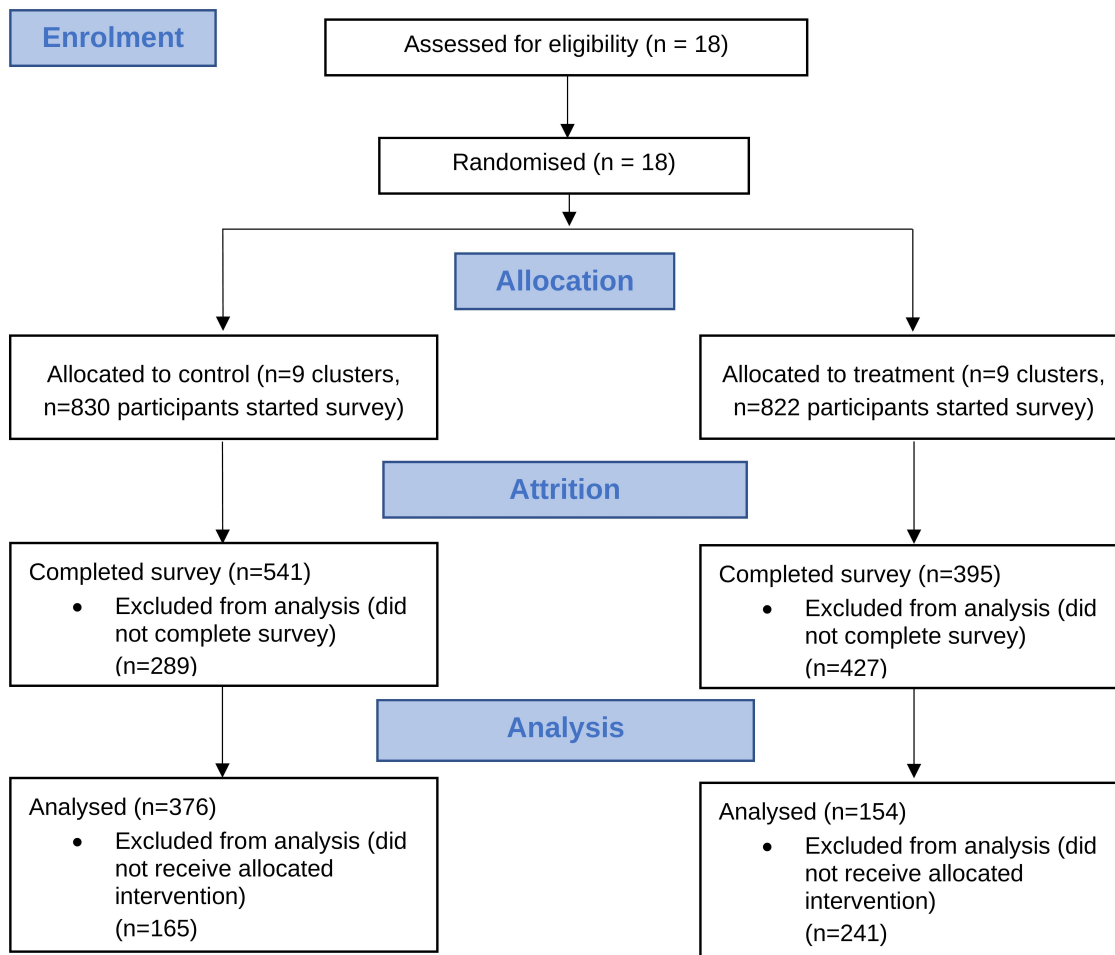 Enrolment
Assessed for eligibility (n = 18)
Randomised (n = 18)
Allocation
Allocated to control (n=9 clusters,
n=830 participants started survey)
Allocated to treatment (n=9 clusters,
n=822 participants started survey)
Attrition
Completed survey (n=541)
• Excluded from analysis (did
not complete survey)
(n=289)
Completed survey (n=395)
• Excluded from analysis (did
not complete survey)
(n=427)
Analysis
Analysed (n=376)
• Excluded from analysis (did
not receive allocated
intervention)
(n=165)
Analysed (n=154)
• Excluded from analysis (did
not receive allocated
intervention)
(n=241)